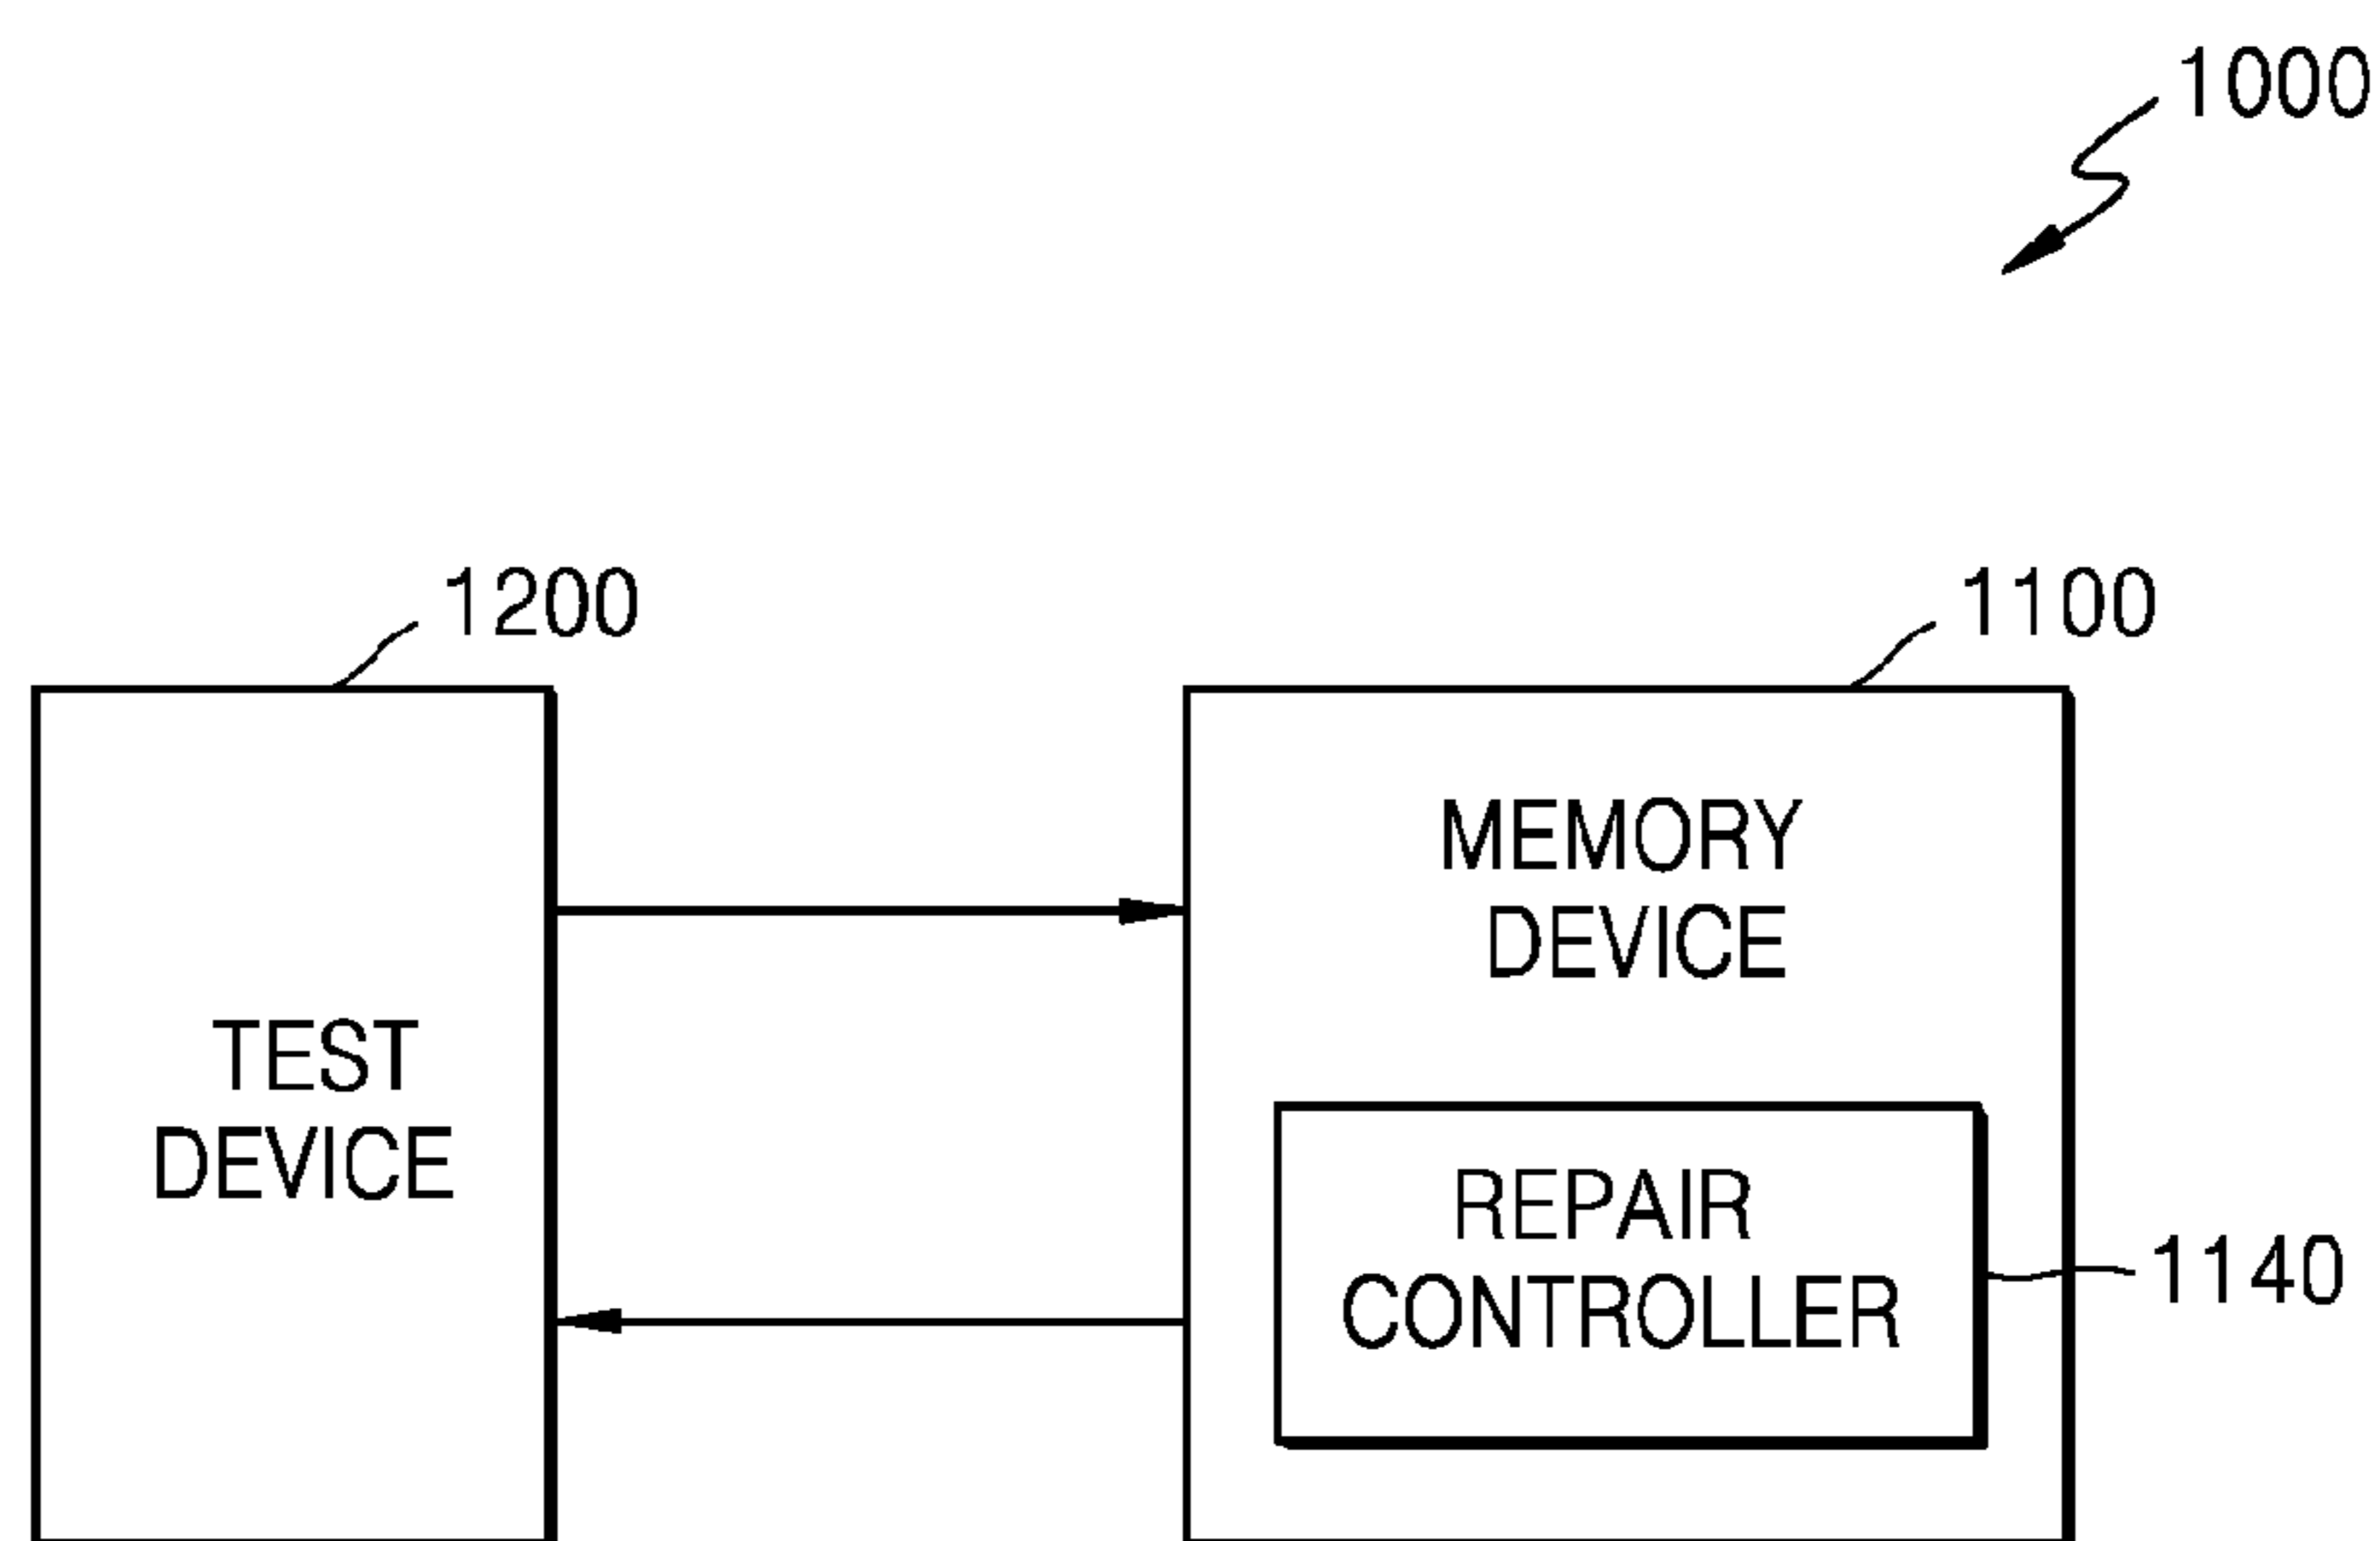 1000
1200
1100
MEMORY
DEVICE
TEST
DEVICE
REPAIR
CONTROLLER
1140